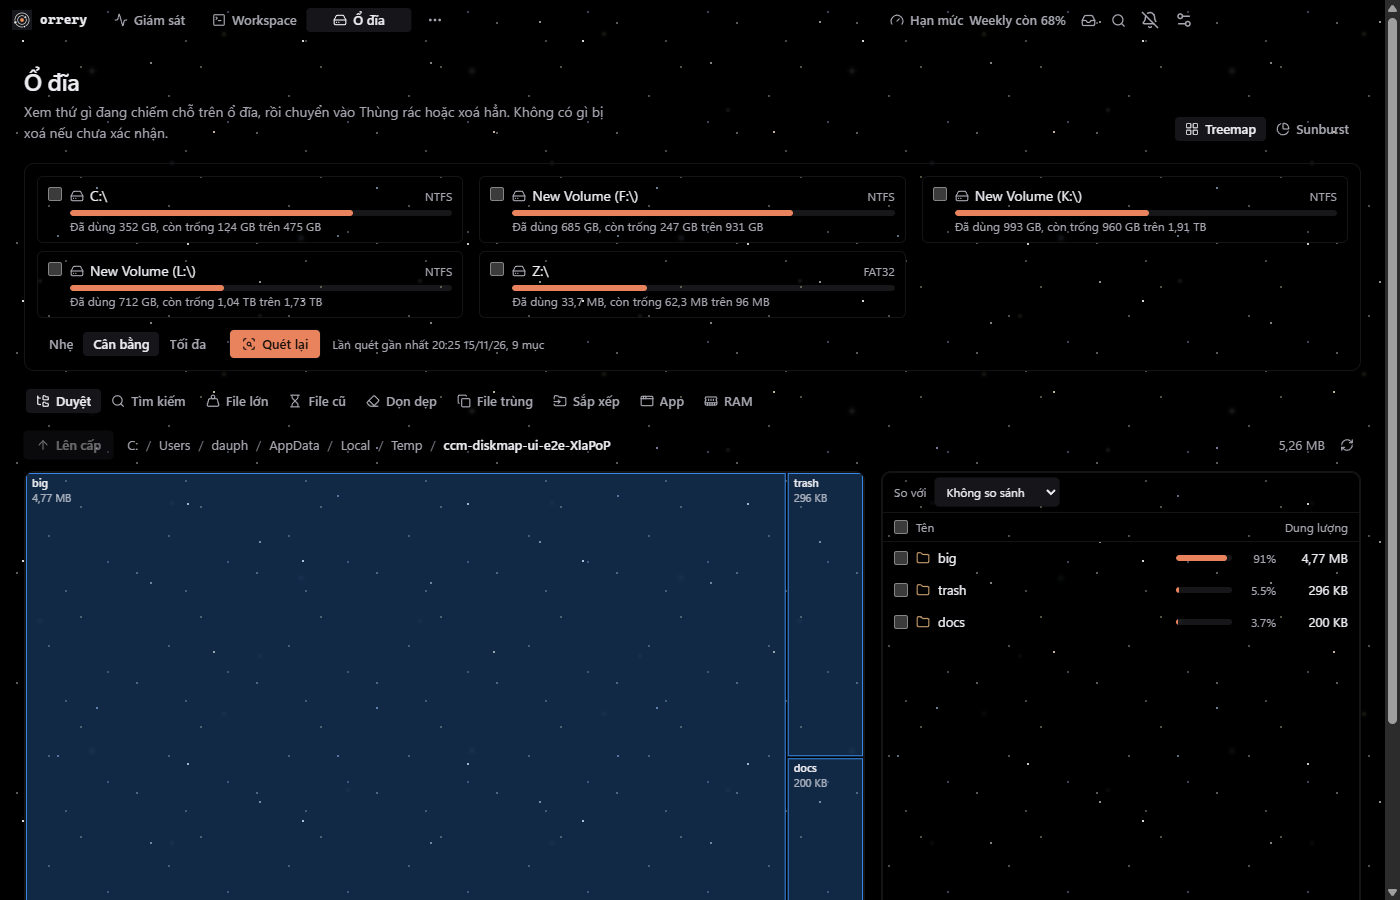 orrery
Giám sát
Workspace
Ổ đĩa
Hạn mức Weekly còn 68%
Ổ đĩa
Xem thứ gì đang chiếm chỗ trên ổ đĩa, rồi chuyển vào Thùng rác hoặc xoá hẳn. Không có gì bị
xoá nếu chưa xác nhận.
Treemap
Sunburst
C:\
NTFS
Đã dùng 352 GB, còn trống 124 GB trên 475 GB
New Volume (F:\)
NTFS
Đã dùng 685 GB, còn trống 247 GB trên 931 GB
New Volume (K:\)
NTFS
Đã dùng 993 GB, còn trống 960 GB trên 1,91 TB
New Volume (L:\)
NTFS
Đã dùng 712 GB, còn trống 1,04 TB trên 1,73 TB
Z:\
FAT32
Đã dùng 33,7 MB, còn trống 62,3 MB trên 96 MB
Nhẹ
Cân bằng
Tối đa
Quét lại
Lần quét gần nhất 20:25 15/11/26, 9 mục
Duyệt
Tìm kiếm
File lớn
File cũ
Dọn dẹp
File trùng
Sắp xếp
App
RAM
Lên cấp
C: / Users / dauph / AppData / Local / Temp / ccm-diskmap-ui-e2e-XlaPoP
5,26 MB
big
4,77 MB
trash
296 KB
docs
200 KB
So với
Không so sánh
Tên
Dung lượng
big
91%
4,77 MB
trash
5.5%
296 KB
docs
3.7%
200 KB